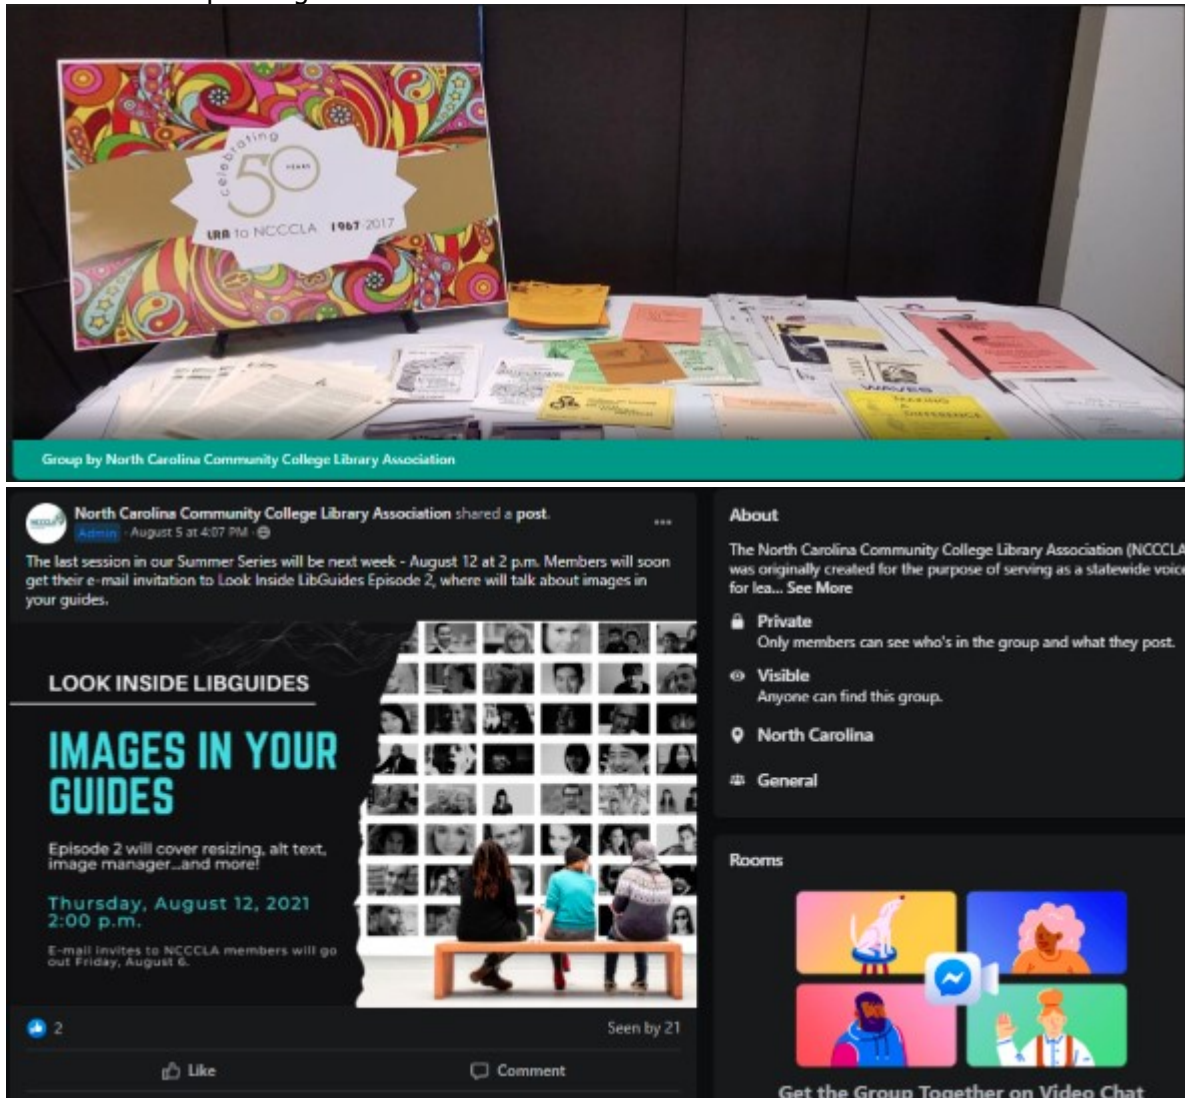 celebrating
50
YEARS
LRA to NCCCLA 1967-2017
WAVES
MAKING
A
DIFFERENCE
Group by North Carolina Community College Library Association
North Carolina Community College Library Association shared a post.
Admin · August 5 at 4:07 PM ·
The last session in our Summer Series will be next week - August 12 at 2 p.m. Members will soon
get their e-mail invitation to Look Inside LibGuides Episode 2, where will talk about images in
your guides.
LOOK INSIDE LIBGUIDES
IMAGES IN YOUR
GUIDES
Episode 2 will cover resizing, alt text,
image manager...and more!
Thursday, August 12, 2021
2:00 p.m.
E-mail invites to NCCCLA members will go
out Friday, August 6.
2
Seen by 21
Like
Comment
About
The North Carolina Community College Library Association (NCCCLA
was originally created for the purpose of serving as a statewide voice
for lea... See More
Private
Only members can see who's in the group and what they post.
Visible
Anyone can find this group.
North Carolina
General
Rooms
Get the Group Together on Video Chat